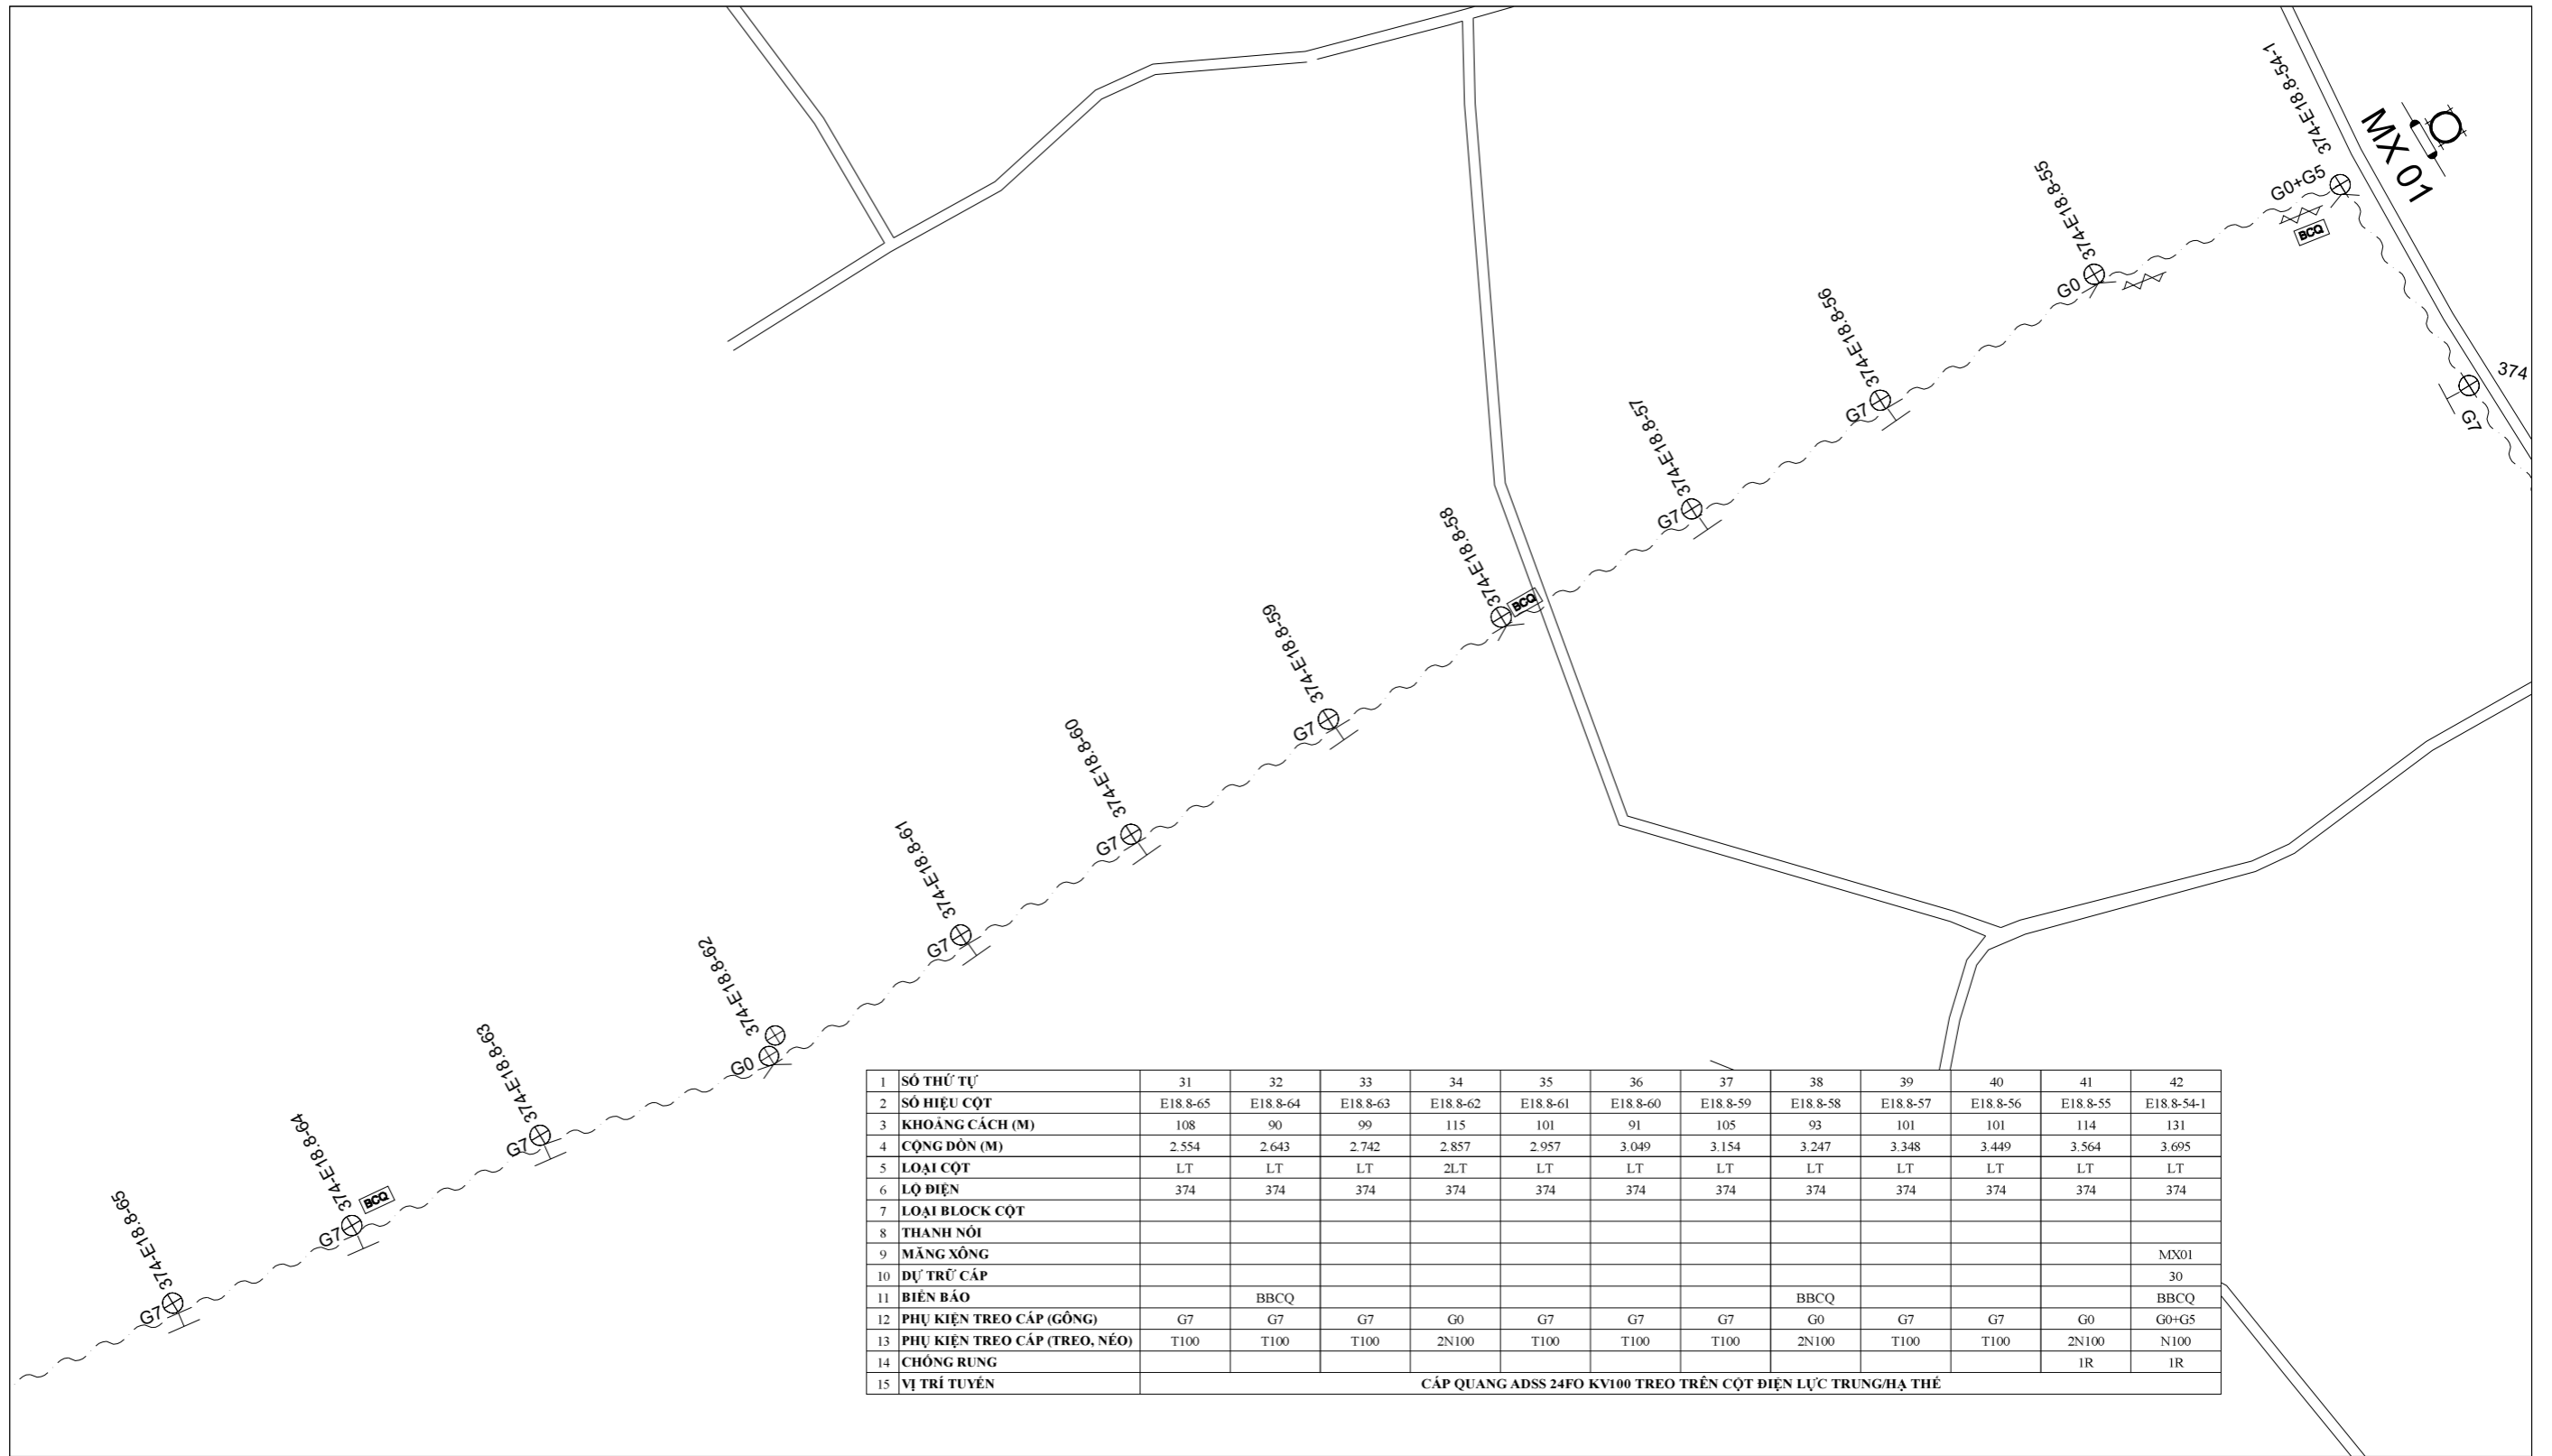 374-E18.8-54-1
MX 01
G0+G5
BCQ
374-E18.8-55
G0
374-E18.8-56
G7
374
G7
374-E18.8-57
G7
374-E18.8-58
BCQ
374-E18.8-59
G7
374-E18.8-60
G7
374-E18.8-61
G7
374-E18.8-62
G0
374-E18.8-63
G7
374-E18.8-64
BCQ
G7
374-E18.8-65
G7
1 SỐ THỨ TỰ 31 32 33 34 35 36 37 38 39 40 41 42
2 SỐ HIỆU CỘT E18.8-65 E18.8-64 E18.8-63 E18.8-62 E18.8-61 E18.8-60 E18.8-59 E18.8-58 E18.8-57 E18.8-56 E18.8-55 E18.8-54-1
3 KHOẢNG CÁCH (M) 108 90 99 115 101 91 105 93 101 101 114 131
4 CỘNG DỒN (M) 2.554 2.643 2.742 2.857 2.957 3.049 3.154 3.247 3.348 3.449 3.564 3.695
5 LOẠI CỘT LT LT LT 2LT LT LT LT LT LT LT LT LT
6 LỘ ĐIỆN 374 374 374 374 374 374 374 374 374 374 374 374
7 LOẠI BLOCK CỘT
8 THANH NỐI
9 MĂNG XÔNG MX01
10 DỰ TRỮ CÁP 30
11 BIỂN BÁO BBCQ BBCQ BBCQ
12 PHỤ KIỆN TREO CÁP (GÔNG) G7 G7 G7 G0 G7 G7 G7 G0 G7 G7 G0 G0+G5
13 PHỤ KIỆN TREO CÁP (TREO, NÉO) T100 T100 T100 2N100 T100 T100 T100 2N100 T100 T100 2N100 N100
14 CHỐNG RUNG 1R 1R
15 VỊ TRÍ TUYẾN CÁP QUANG ADSS 24FO KV100 TREO TRÊN CỘT ĐIỆN LỰC TRUNG/HẠ THẾ